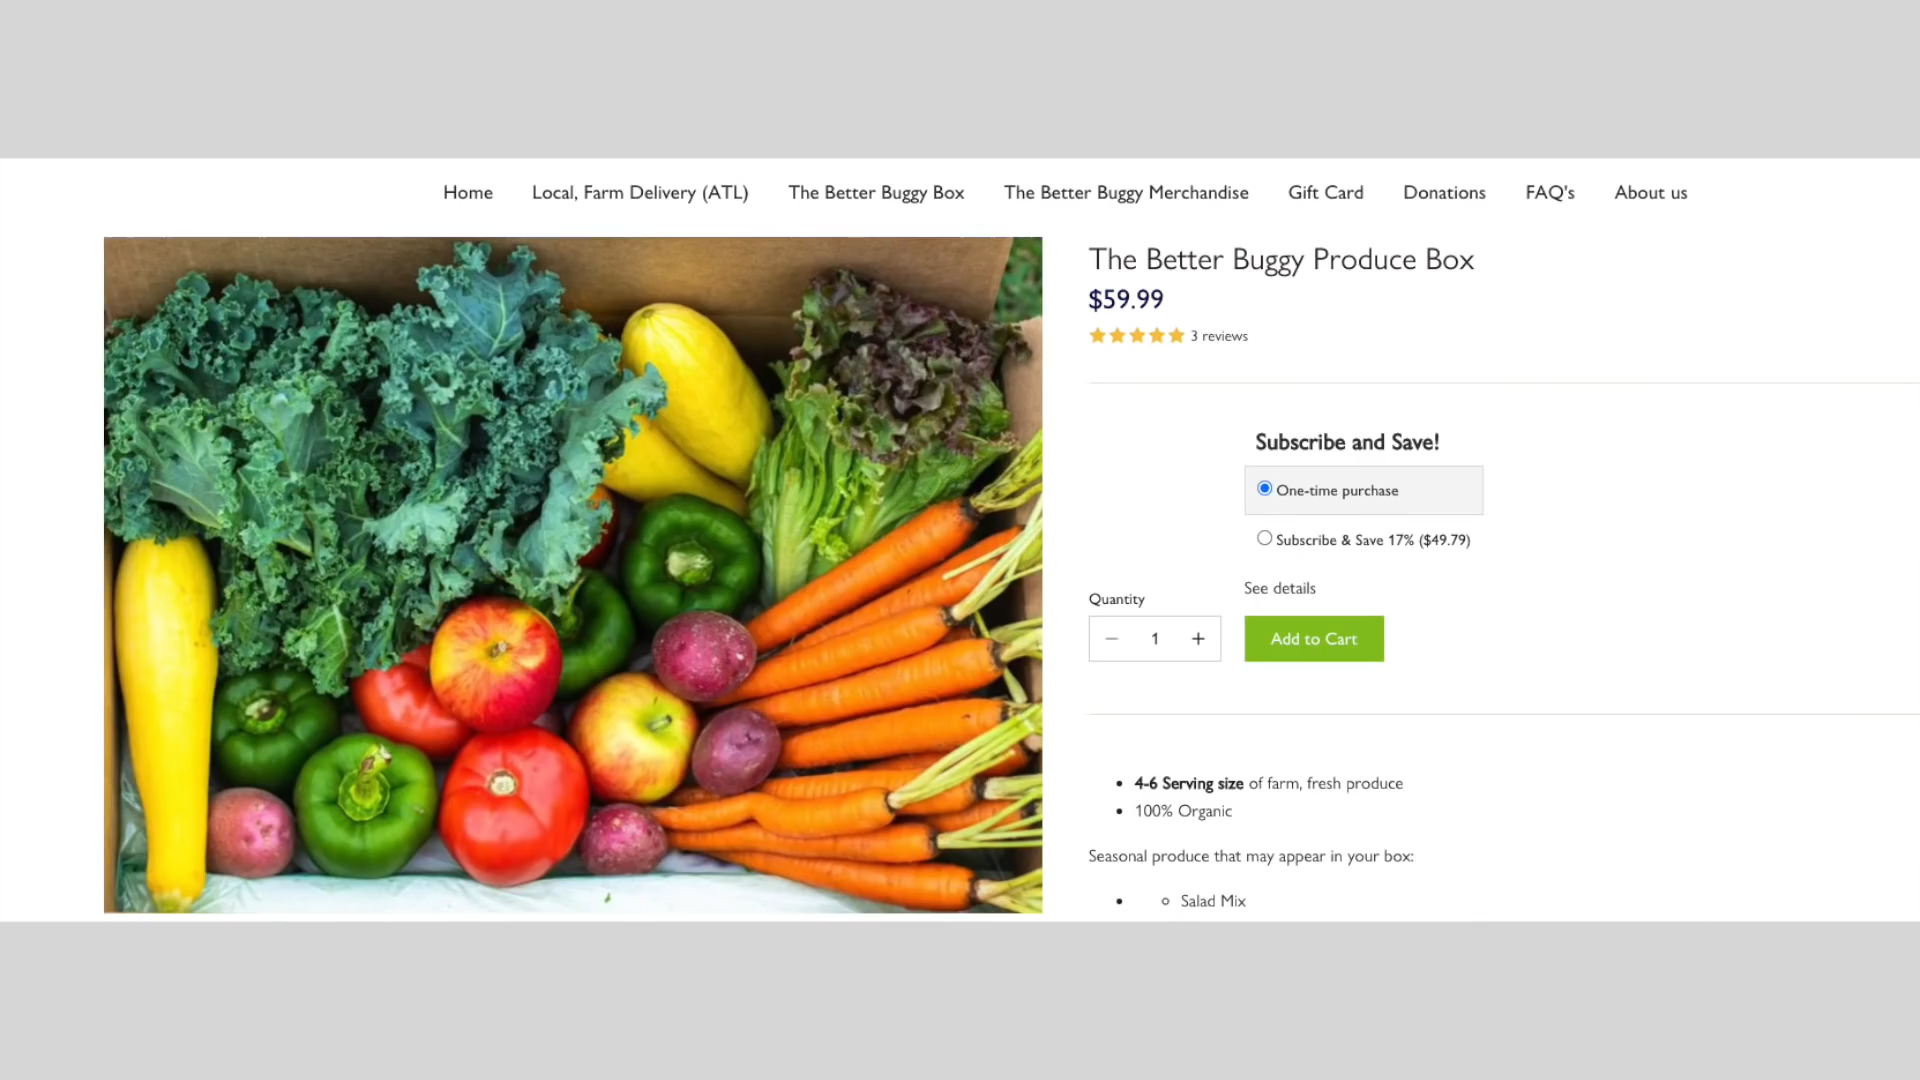 Home Local, Farm Delivery (ATL) The Better Buggy Box The Better Buggy Merchandise Gift Card Donations FAQ's About us
The Better Buggy Produce Box
$59.99
3 reviews
Subscribe and Save!
One-time purchase
Subscribe & Save 17% ($49.79)
See details
Quantity
− 1 +
Add to Cart
4-6 Serving size of farm, fresh produce
100% Organic
Seasonal produce that may appear in your box:
Salad Mix